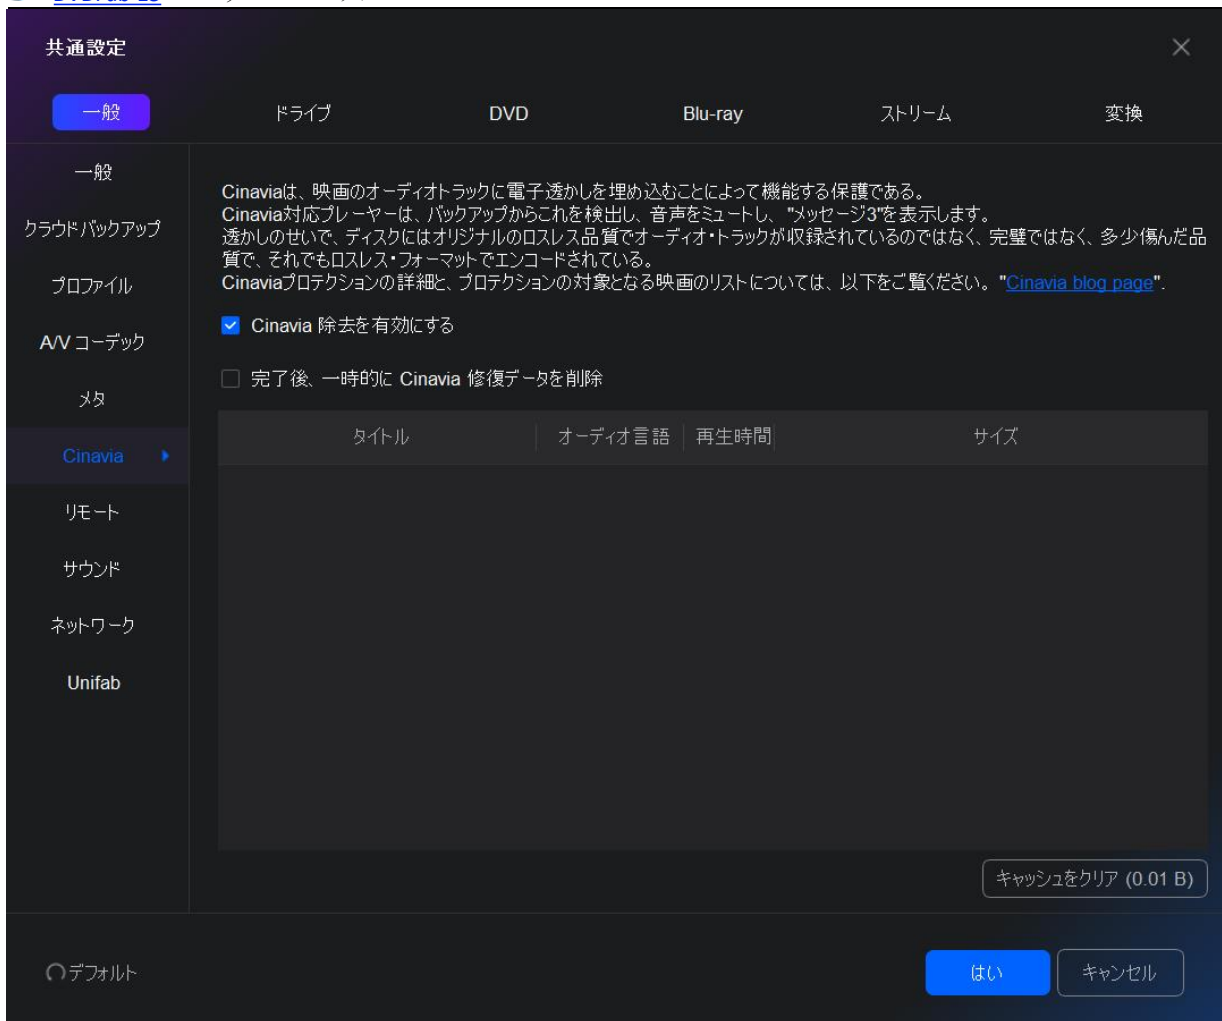 共通設定
一般
ドライブ
DVD
Blu-ray
ストリーム
変換
一般
クラウドバックアップ
プロファイル
A/V コーデック
メタ
Cinavia
リモート
サウンド
ネットワーク
Unifab
Cinaviaは、映画のオーディオトラックに電子透かしを埋め込むことによって機能する保護である。
Cinavia対応プレーヤーは、バックアップからこれを検出し、音声をミュートし、"メッセージ3"を表示します。
透かしのせいで、ディスクにはオリジナルのロスレス品質でオーディオ・トラックが収録されているのではなく、完璧ではなく、多少傷んだ品
質で、それでもロスレス・フォーマットでエンコードされている。
Cinaviaプロテクションの詳細と、プロテクションの対象となる映画のリストについては、以下をご覧ください。"Cinavia blog page".
Cinavia 除去を有効にする
完了後、一時的に Cinavia 修復データを削除
タイトル
オーディオ言語
再生時間
サイズ
キャッシュをクリア (0.01 B)
デフォルト
はい
キャンセル